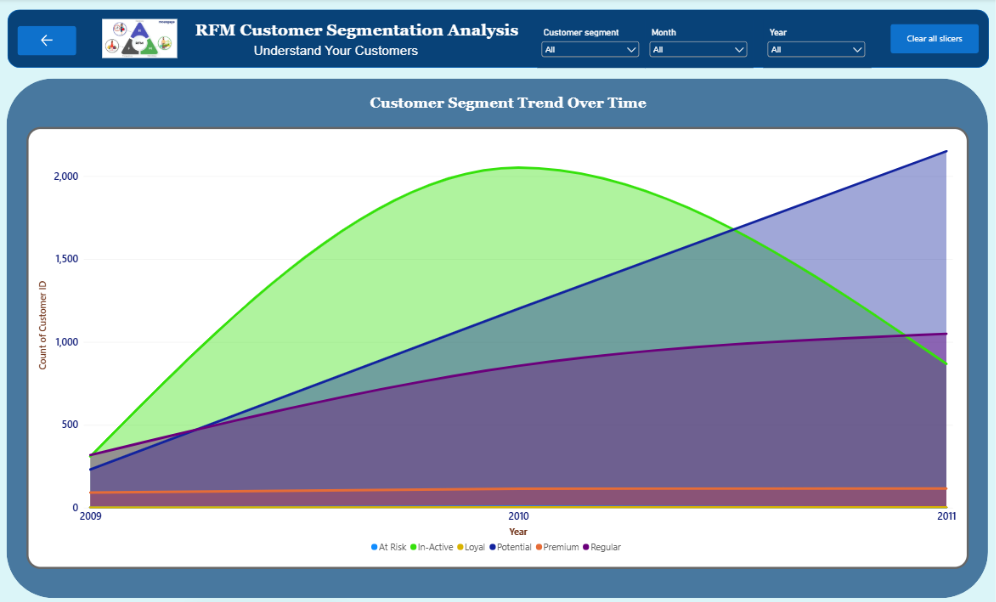 RFM Customer Segmentation Analysis
Understand Your Customers
Customer segment
All
Month
All
Year
All
Clear all slicers
Customer Segment Trend Over Time
Count of Customer ID
2,000
1,500
1,000
500
0
2009 2010 2011
Year
At Risk In-Active Loyal Potential Premium Regular